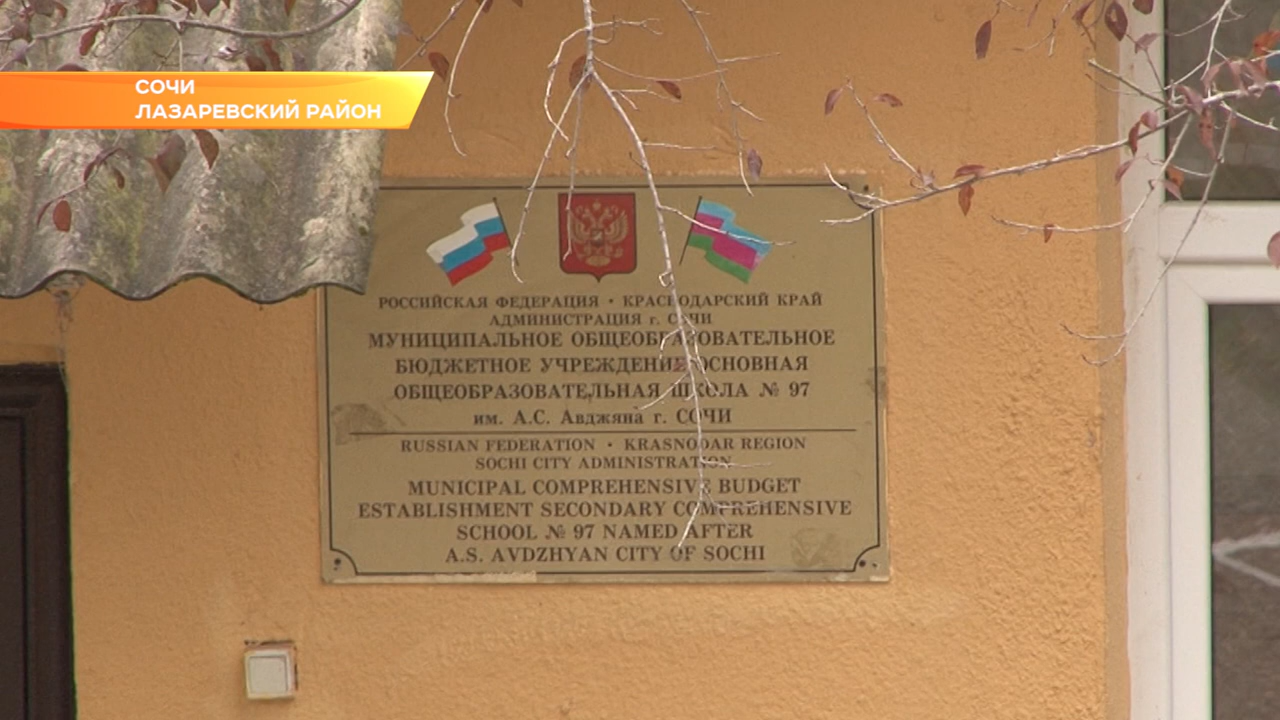 СОЧИ
ЛАЗАРЕВСКИЙ РАЙОН
РОССИЙСКАЯ ФЕДЕРАЦИЯ • КРАСНОДАРСКИЙ КРАЙ
АДМИНИСТРАЦИЯ г. СОЧИ
МУНИЦИПАЛЬНОЕ ОБЩЕОБРАЗОВАТЕЛЬНОЕ
БЮДЖЕТНОЕ УЧРЕЖДЕНИЕ ОСНОВНАЯ
ОБЩЕОБРАЗОВАТЕЛЬНАЯ ШКОЛА № 97
им. А.С. Авджяна г. СОЧИ
RUSSIAN FEDERATION • KRASNODAR REGION
SOCHI CITY ADMINISTRATION
MUNICIPAL COMPREHENSIVE BUDGET
ESTABLISHMENT SECONDARY COMPREHENSIVE
SCHOOL № 97 NAMED AFTER
A.S. AVDZHYAN CITY OF SOCHI